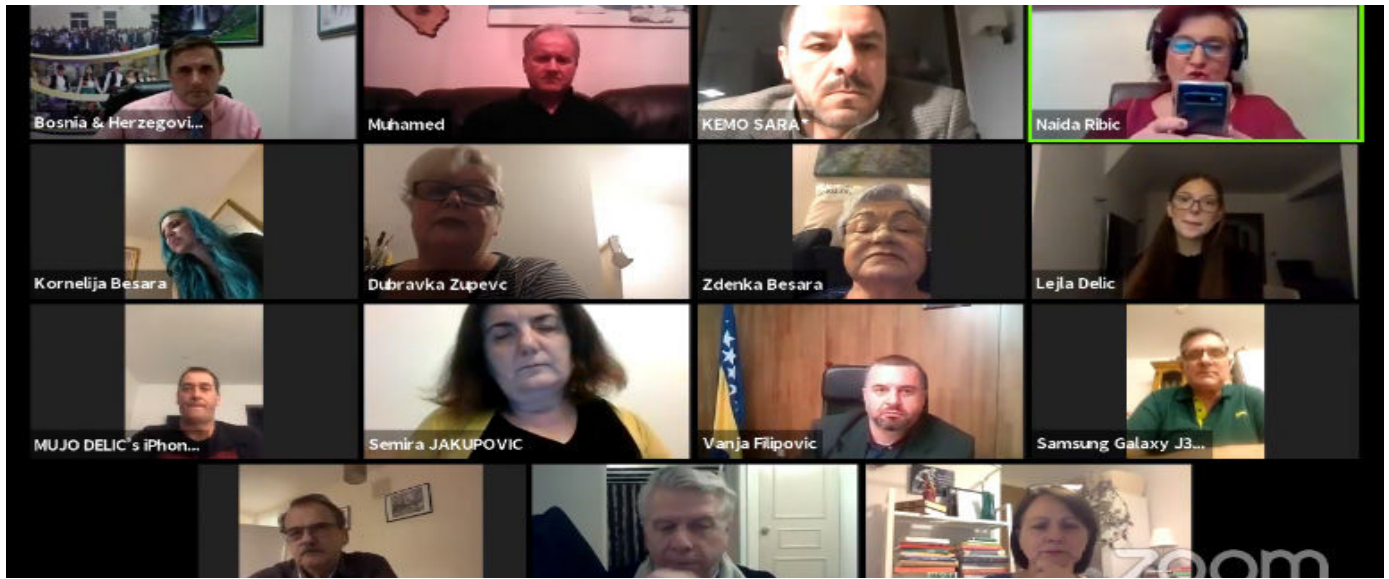 Bosnia & Herzegovi...
Muhamed
KEMO SARA*
Naida Ribic
Kornelija Besara
Dubravka Zupevc
Zdenka Besara
Lejla Delic
MUJO DELIC's iPhon...
Semira JAKUPOVIC
Vanja Filipovic
Samsung Galaxy J3...
zoom